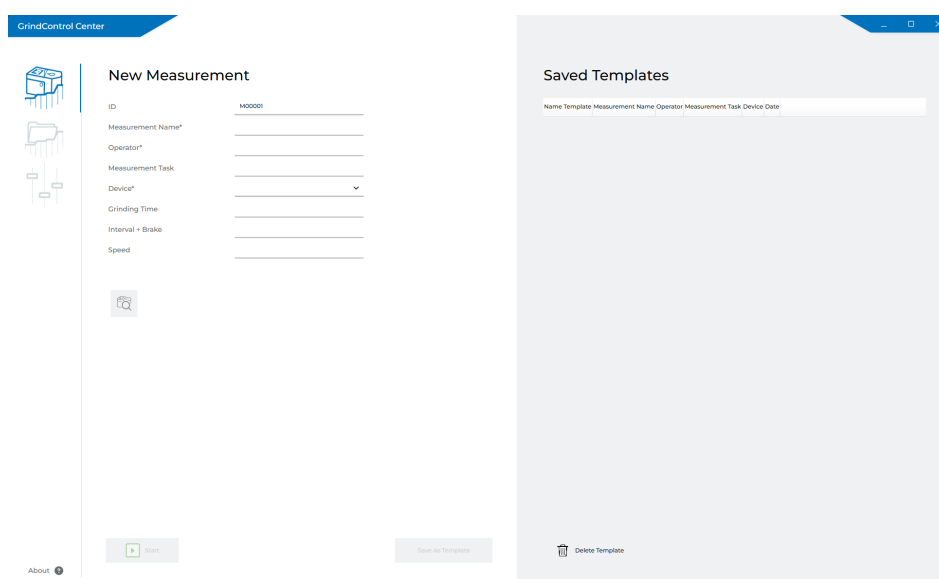 GrindControl Center
New Measurement
ID M00001
Measurement Name*
Operator*
Measurement Task
Device*
Grinding Time
Interval + Brake
Speed
Start
Save As Template
About ?
Saved Templates
Name Template Measurement Name Operator Measurement Task Device Date
Delete Template